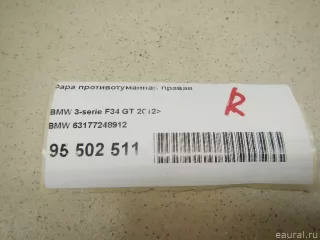 Фара противотуманная правая
BMW 3-serie F34 GT 2012>
BMW 63177248912
95 502 511
R
eaural.ru